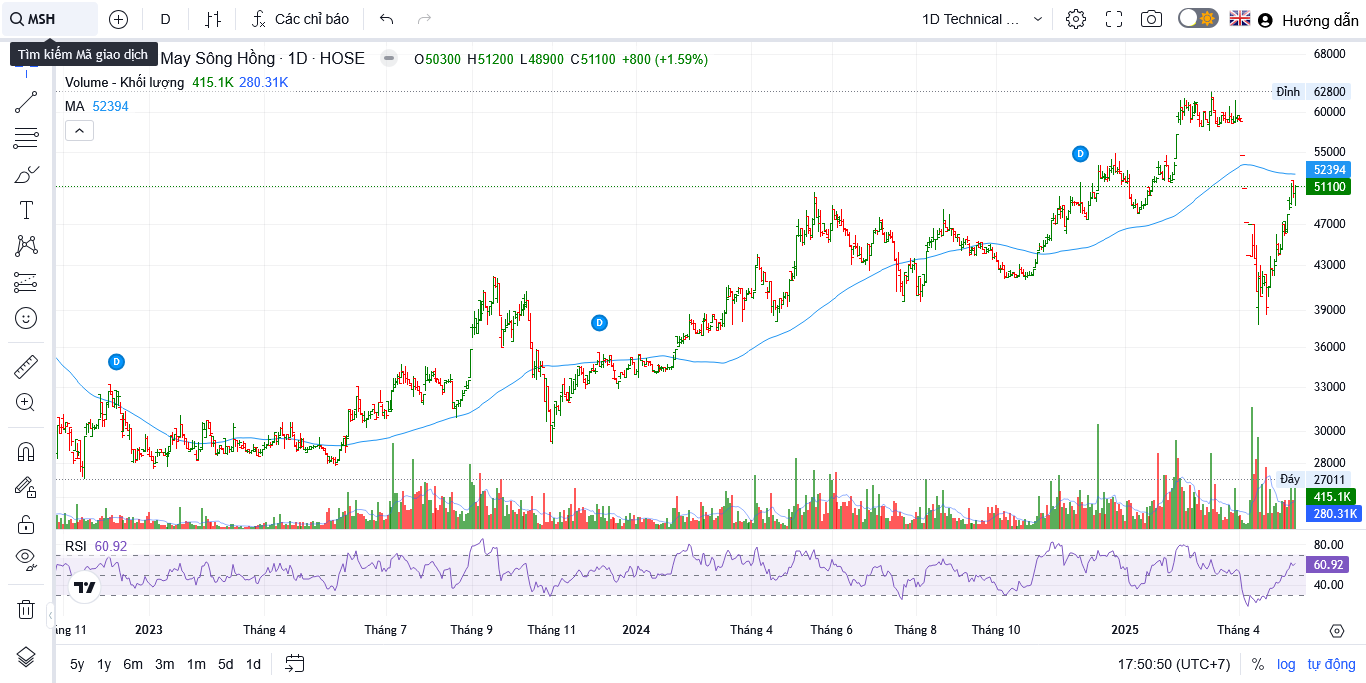 MSH
D
Các chỉ báo
1D Technical ...
Hướng dẫn
Tìm kiếm Mã giao dịch
May Sông Hồng · 1D · HOSE
O50300 H51200 L48900 C51100 +800 (+1.59%)
Volume - Khối lượng 415.1K 280.31K
MA 52394
68000
Đỉnh 62800
60000
55000
52394
51100
47000
43000
39000
36000
33000
30000
28000
Đáy 27011
415.1K
280.31K
D
D
D
RSI 60.92
80.00
60.92
40.00
ng 11
2023
Tháng 4
Tháng 7
Tháng 9
Tháng 11
2024
Tháng 4
Tháng 6
Tháng 8
Tháng 10
2025
Tháng 4
5y 1y 6m 3m 1m 5d 1d
17:50:50 (UTC+7) % log tự động